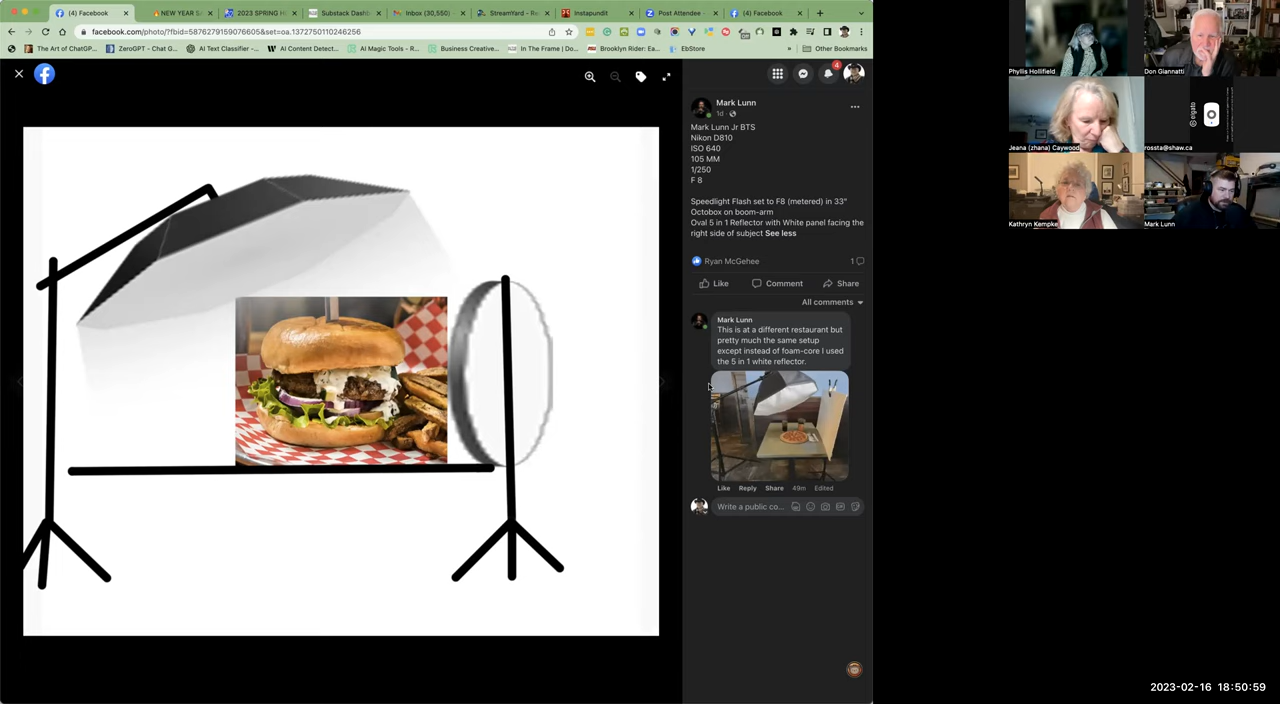 (4) Facebook
🔥NEW YEAR S
2023 SPRING H
Substack Dashb
Inbox (30,550) -
StreamYard - Re
Instapundit
Post Attendee -
(4) Facebook
facebook.com/photo/?fbid=5876279159076605&set=oa.1372750110246256
The Art of ChatGP...
ZeroGPT - Chat G...
AI Text Classifier -...
AI Content Detect...
AI Magic Tools - R...
Business Creative...
In The Frame | Do...
Brooklyn Rider: Ea...
EbStore
»
Other Bookmarks
4
Mark Lunn
1d ·
Mark Lunn Jr BTS
Nikon D810
ISO 640
105 MM
1/250
F 8
Speedlight Flash set to F8 (metered) in 33"
Octobox on boom-arm
Oval 5 in 1 Reflector with White panel facing the
right side of subject See less
Ryan McGehee
1
Like
Comment
Share
All comments
Mark Lunn
This is at a different restaurant but
pretty much the same setup
except instead of foam-core I used
the 5 in 1 white reflector.
Like Reply Share 49m Edited
Write a public co...
Phyllis Hollifield
Don Giannatti
Jeana (zhana) Caywood
elgato
rossta@shaw.ca
Kathryn Kempke
Mark Lunn
2023-02-16 18:50:59